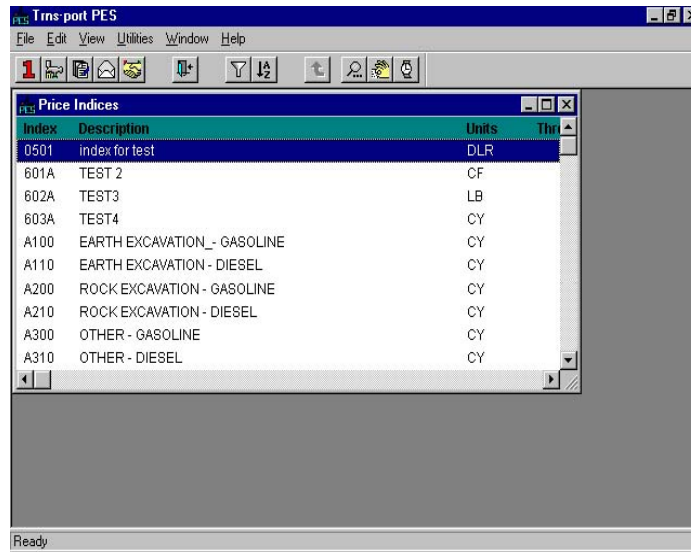 Trns·port PES
File Edit View Utilities Window Help
Price Indices
Index Description Units
0501 index for test DLR
601A TEST 2 CF
602A TEST3 LB
603A TEST4 CY
A100 EARTH EXCAVATION_- GASOLINE CY
A110 EARTH EXCAVATION - DIESEL CY
A200 ROCK EXCAVATION - GASOLINE CY
A210 ROCK EXCAVATION - DIESEL CY
A300 OTHER - GASOLINE CY
A310 OTHER - DIESEL CY
Ready